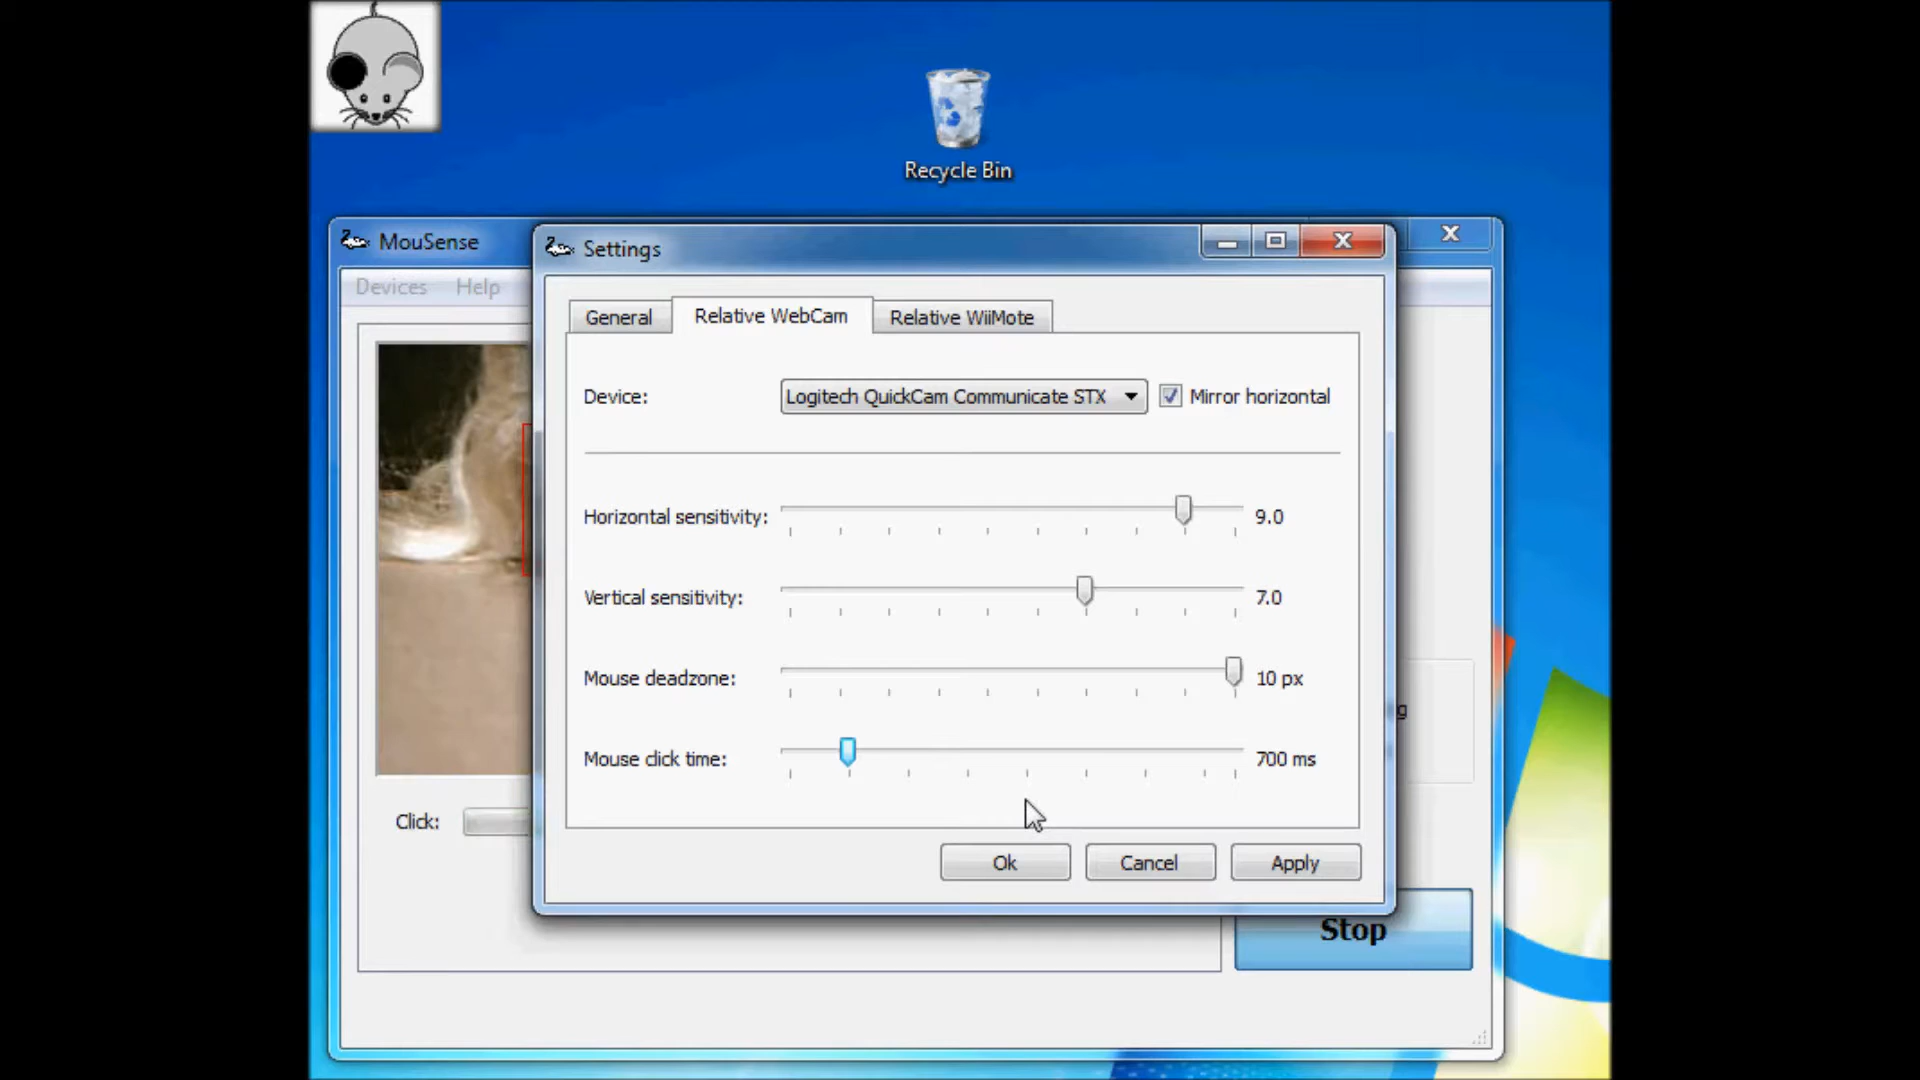 Recycle Bin
MouSense
Settings
Devices Help
General Relative WebCam Relative WiiMote
Device: Logitech QuickCam Communicate STX Mirror horizontal
Horizontal sensitivity: 9.0
Vertical sensitivity: 7.0
Mouse deadzone: 10 px
g
Mouse click time: 700 ms
Click:
Ok Cancel Apply
Stop